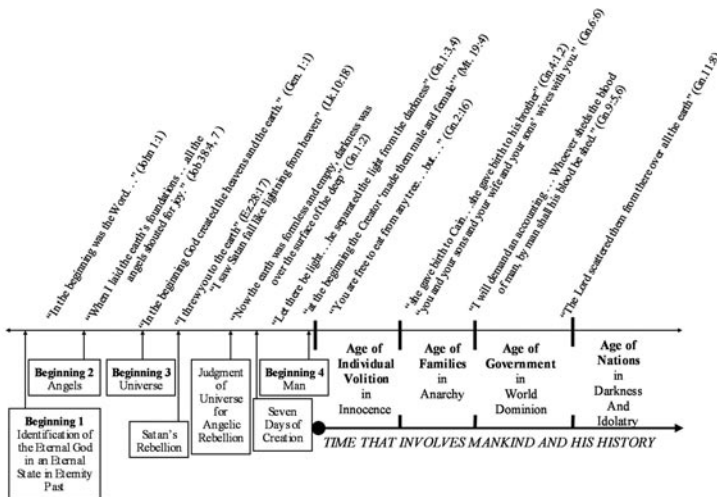 “In the beginning was the Word. . .” (John 1:1)
“When I laid the earth’s foundations . . . all the
angels shouted for joy.” (Job 38:4, 7 )
“In the beginning God created the heavens and the earth.” (Gen. 1:1)
“I threw you to the earth” (Ez.28:17)
“I saw Satan fall like lightning from heaven” (Lk.10:18)
“Now the earth was formless and empty, darkness was
over the surface of the deep” (Gn.1:2)
“Let there be light…he separated the light from the darkness” (Gn.1:3,4)
“at the beginning the Creator ‘made them male and female’” (Mt. 19:4)
“You are free to eat from any tree. . .but. . .” (Gn.2:16)
“she gave birth to Cain. . .she gave birth to his brother” (Gn.4:1,2)
“you and your sons and your wife and your sons’ wives with you.” (Gn.6:6)
“I will demand an accounting. . . Whoever sheds the blood
of man, by man shall his blood be shed.” (Gn.9:5,6)
“The Lord scattered them from there over all the earth” (Gn.11:8)
Beginning 1
Identification of
the Eternal God
in an Eternal
State in Eternity
Past
Beginning 2
Angels
Beginning 3
Universe
Satan’s
Rebellion
Judgment
of
Universe
for
Angelic
Rebellion
Seven
Days of
Creation
Beginning 4
Man
Age of
Individual
Volition
in
Innocence
Age of
Families
in
Anarchy
Age of
Government
in
World
Dominion
Age of
Nations
in
Darkness
And
Idolatry
TIME THAT INVOLVES MANKIND AND HIS HISTORY